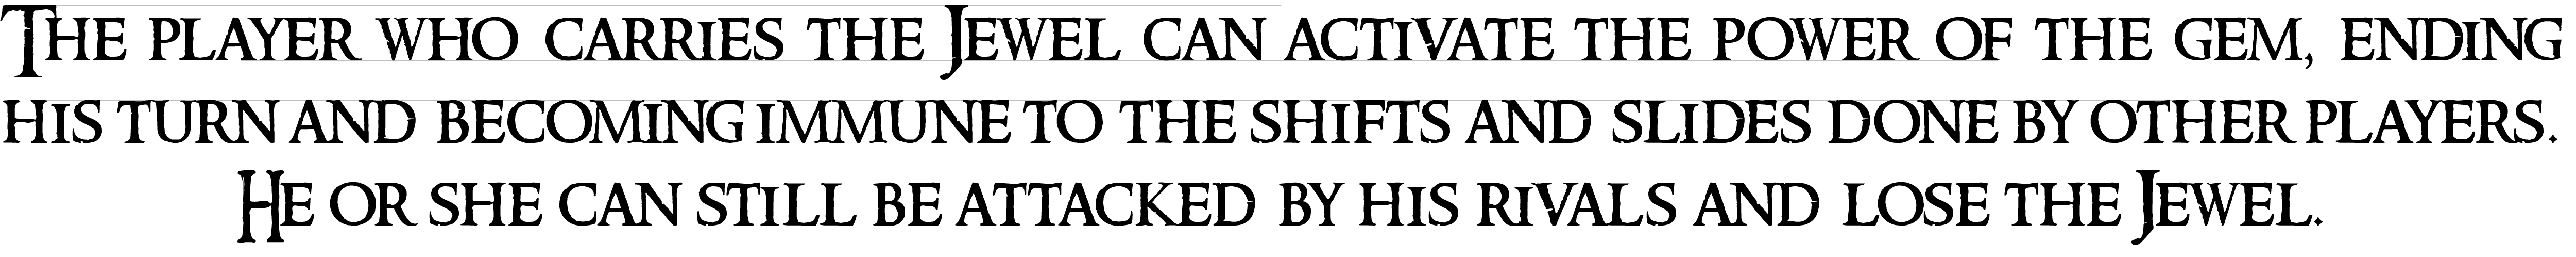 The player who carries the Jewel can activate the power of the gem, ending
his turn and becoming immune to the shifts and slides done by other players.
He or she can still be attacked by his rivals and lose the Jewel.